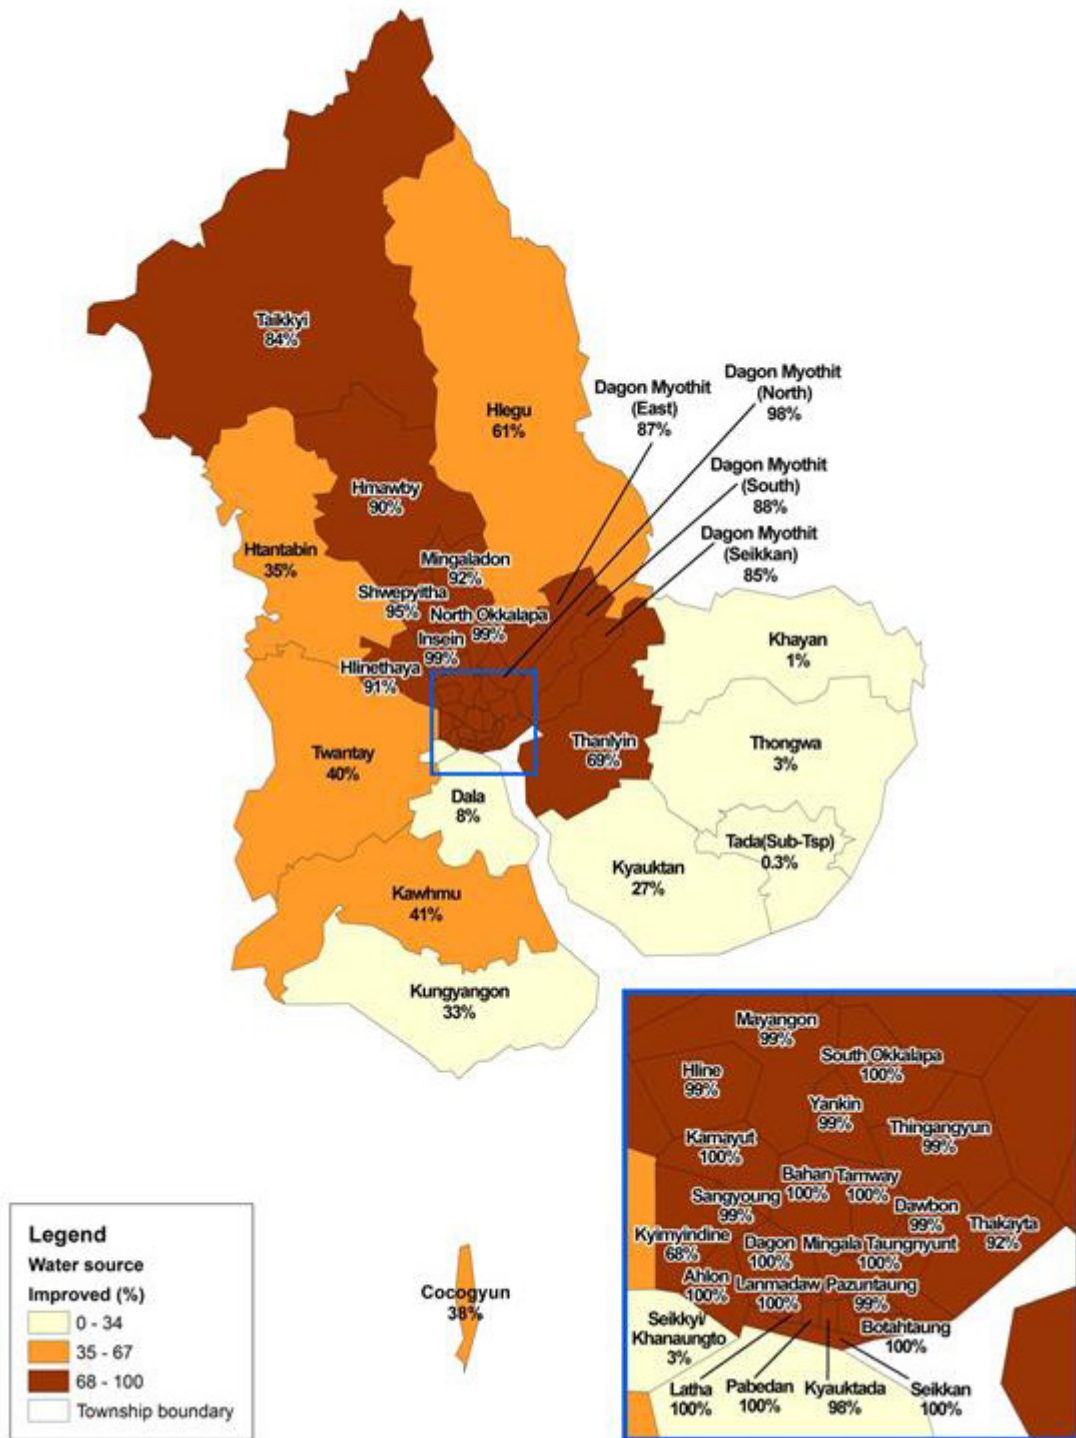 Taikkyi
84%
Hlegu
61%
Dagon Myothit
(East)
87%
Dagon Myothit
(North)
98%
Dagon Myothit
(South)
88%
Dagon Myothit
(Seikkan)
85%
Hmawby
90%
Htantabin
35%
Mingaladon
92%
Shwepyitha
95%
North Okkalapa
99%
Insein
99%
Hlinethaya
91%
Khayan
1%
Thongwa
3%
Thanlyin
69%
Twantay
40%
Dala
8%
Tada(Sub-Tsp)
0.3%
Kyauktan
27%
Kawhmu
41%
Kungyangon
33%
Cocogyun
38%
Mayangon
99%
South Okkalapa
100%
Hline
99%
Yankin
99%
Thingangyun
99%
Kamayut
100%
Bahan
100%
Tamway
100%
Sangyoung
99%
Dawbon
99%
Thakayta
92%
Kyimyindine
68%
Dagon
100%
Mingala Taungnyunt
100%
Ahlon
100%
Lanmadaw
100%
Pazuntaung
99%
Botahtaung
100%
Seikkyi/
Khanaungto
3%
Latha
100%
Pabedan
100%
Kyauktada
98%
Seikkan
100%
Legend
Water source
Improved (%)
0 - 34
35 - 67
68 - 100
Township boundary